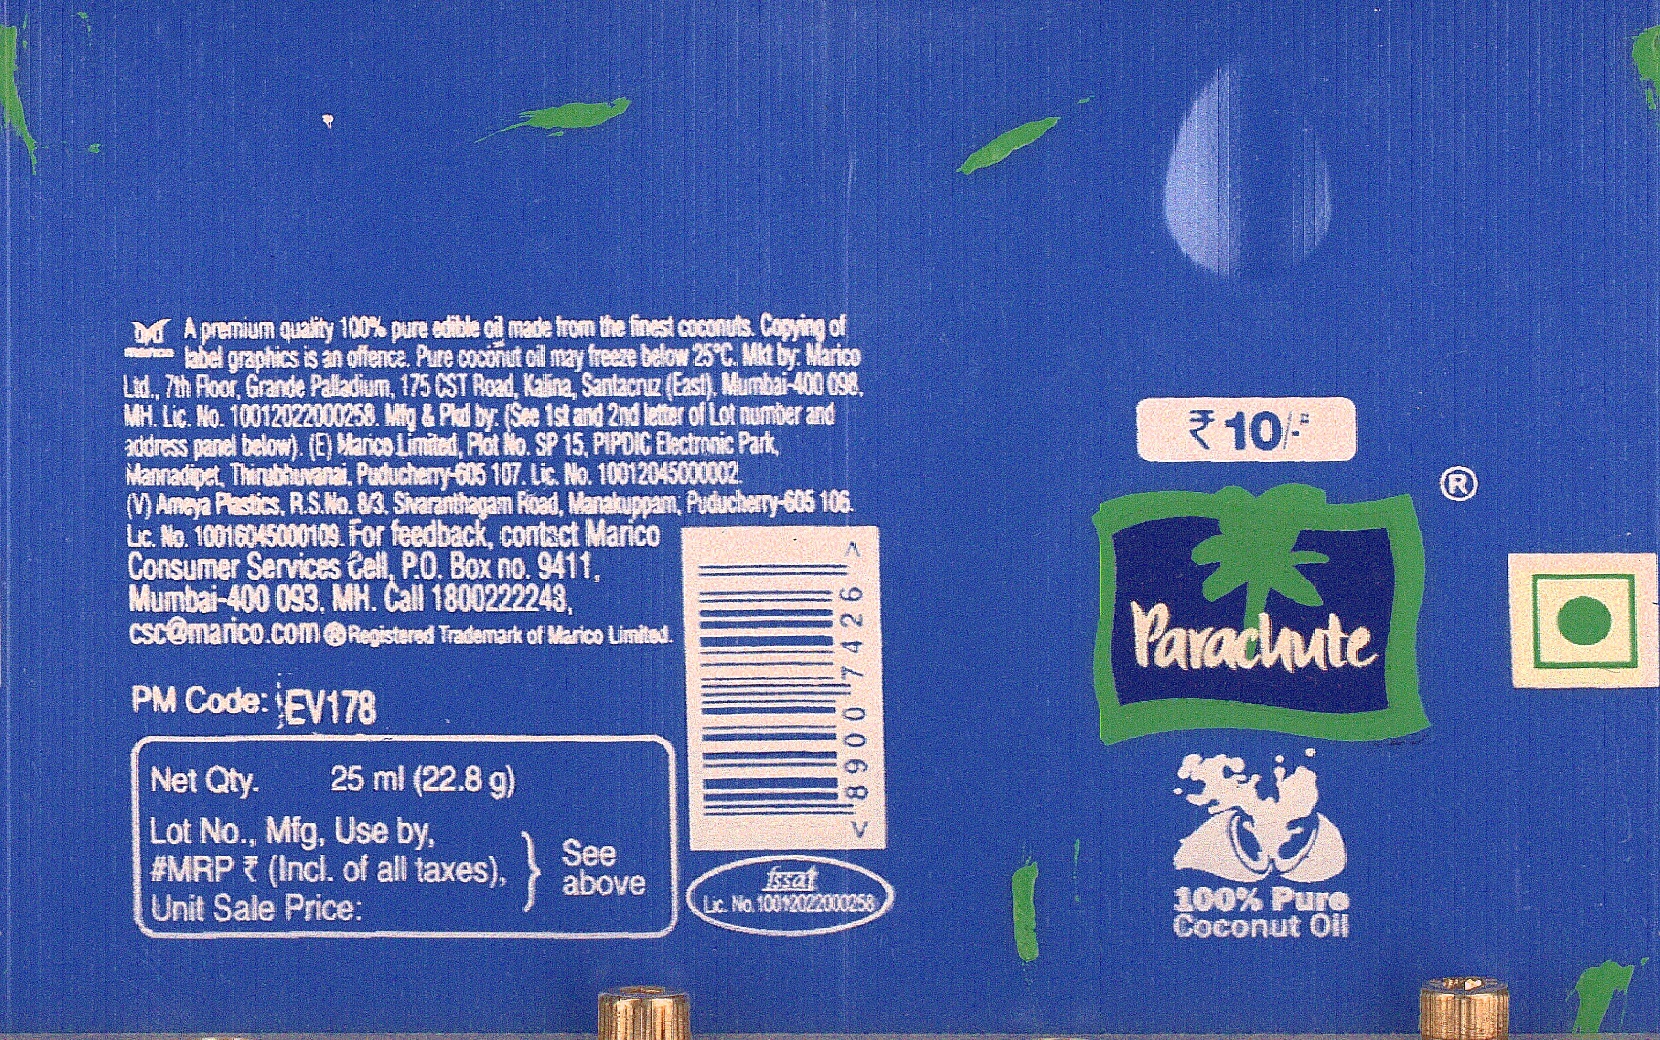 marico
A premium quality 100% pure edible oil made from the finest coconuts. Copying of
label graphics is an offence. Pure coconut oil may freeze below 25°C. Mkt by: Marico
Ltd., 7th Floor, Grande Palladium, 175 CST Road, Kalina, Santacruz (East), Mumbai-400 098,
MH. Lic. No. 10012022000258. Mfg & Pkd by: (See 1st and 2nd letter of Lot number and
address panel below). (E) Marico Limited, Plot No. SP 15, PIPDIC Electronic Park,
Mannadipet, Thirubhuvanai, Puducherry-605 107. Lic. No. 10012045000002.
(V) Ameya Plastics, R.S.No. 8/3, Sivaranthagam Road, Manakuppam, Puducherry-605 106.
Lic. No. 10016045000109. For feedback, contact Marico
Consumer Services Cell, P.O. Box no. 9411,
Mumbai-400 093, MH. Call 1800222248,
csc@marico.com ® Registered Trademark of Marico Limited.
PM Code: EV178
Net Qty. 25 ml (22.8 g)
Lot No., Mfg, Use by,
#MRP ₹ (Incl. of all taxes),
Unit Sale Price:
See
above
< 8900 7426 >
fssai
Lic. No. 10012022000258
₹ 10/-#
®
Parachute
100% Pure
Coconut Oil